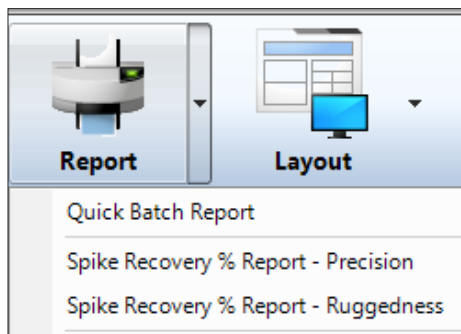 Report
Layout
Quick Batch Report
Spike Recovery % Report - Precision
Spike Recovery % Report - Ruggedness